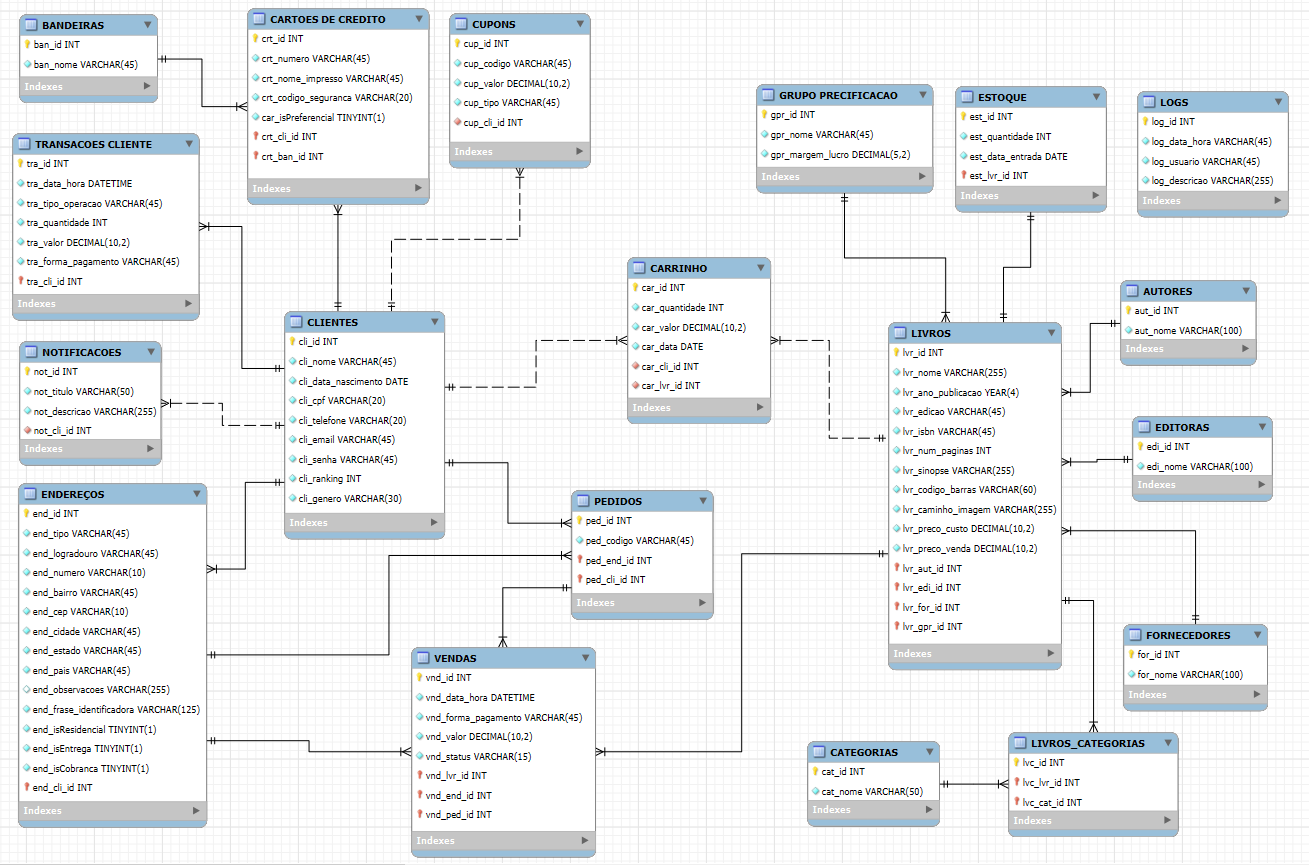 BANDEIRAS
ban_id INT
ban_nome VARCHAR(45)
Indexes
CARTOES DE CREDITO
crt_id INT
crt_numero VARCHAR(45)
crt_nome_impresso VARCHAR(45)
crt_codigo_seguranca VARCHAR(20)
car_isPreferencial TINYINT(1)
crt_cli_id INT
crt_ban_id INT
Indexes
CUPONS
cup_id INT
cup_codigo VARCHAR(45)
cup_valor DECIMAL(10,2)
cup_tipo VARCHAR(45)
cup_cli_id INT
Indexes
GRUPO PRECIFICACAO
gpr_id INT
gpr_nome VARCHAR(45)
gpr_margem_lucro DECIMAL(5,2)
Indexes
ESTOQUE
est_id INT
est_quantidade INT
est_data_entrada DATE
est_lvr_id INT
Indexes
LOGS
log_id INT
log_data_hora VARCHAR(45)
log_usuario VARCHAR(45)
log_descricao VARCHAR(255)
Indexes
TRANSACOES CLIENTE
tra_id INT
tra_data_hora DATETIME
tra_tipo_operacao VARCHAR(45)
tra_quantidade INT
tra_valor DECIMAL(10,2)
tra_forma_pagamento VARCHAR(45)
tra_cli_id INT
Indexes
CLIENTES
cli_id INT
cli_nome VARCHAR(45)
cli_data_nascimento DATE
cli_cpf VARCHAR(20)
cli_telefone VARCHAR(20)
cli_email VARCHAR(45)
cli_senha VARCHAR(45)
cli_ranking INT
cli_genero VARCHAR(30)
Indexes
CARRINHO
car_id INT
car_quantidade INT
car_valor DECIMAL(10,2)
car_data DATE
car_cli_id INT
car_lvr_id INT
Indexes
LIVROS
lvr_id INT
lvr_nome VARCHAR(255)
lvr_ano_publicacao YEAR(4)
lvr_edicao VARCHAR(45)
lvr_isbn VARCHAR(45)
lvr_num_paginas INT
lvr_sinopse VARCHAR(255)
lvr_codigo_barras VARCHAR(60)
lvr_caminho_imagem VARCHAR(255)
lvr_preco_custo DECIMAL(10,2)
lvr_preco_venda DECIMAL(10,2)
lvr_aut_id INT
lvr_edi_id INT
lvr_for_id INT
lvr_gpr_id INT
Indexes
AUTORES
aut_id INT
aut_nome VARCHAR(100)
Indexes
NOTIFICACOES
not_id INT
not_titulo VARCHAR(50)
not_descricao VARCHAR(255)
not_cli_id INT
Indexes
EDITORAS
edi_id INT
edi_nome VARCHAR(100)
Indexes
ENDEREÇOS
end_id INT
end_tipo VARCHAR(45)
end_logradouro VARCHAR(45)
end_numero VARCHAR(10)
end_bairro VARCHAR(45)
end_cep VARCHAR(10)
end_cidade VARCHAR(45)
end_estado VARCHAR(45)
end_pais VARCHAR(45)
end_observacoes VARCHAR(255)
end_frase_identificadora VARCHAR(125)
end_isResidencial TINYINT(1)
end_isEntrega TINYINT(1)
end_isCobranca TINYINT(1)
end_cli_id INT
Indexes
PEDIDOS
ped_id INT
ped_codigo VARCHAR(45)
ped_end_id INT
ped_cli_id INT
Indexes
VENDAS
vnd_id INT
vnd_data_hora DATETIME
vnd_forma_pagamento VARCHAR(45)
vnd_valor DECIMAL(10,2)
vnd_status VARCHAR(15)
vnd_lvr_id INT
vnd_end_id INT
vnd_ped_id INT
Indexes
FORNECEDORES
for_id INT
for_nome VARCHAR(100)
Indexes
CATEGORIAS
cat_id INT
cat_nome VARCHAR(50)
Indexes
LIVROS_CATEGORIAS
lvc_id INT
lvc_lvr_id INT
lvc_cat_id INT
Indexes